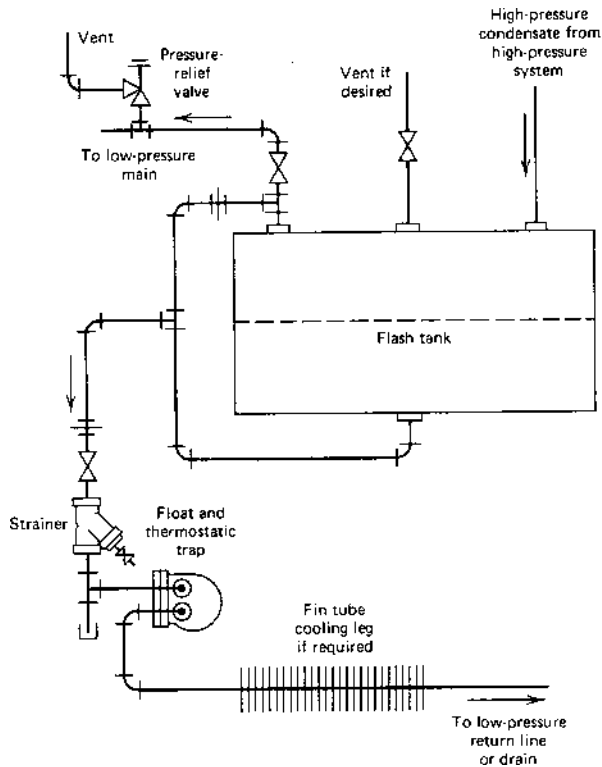 Vent
Pressure-
relief
valve
High-pressure
condensate from
high-pressure
system
Vent if
desired
To low-pressure
main
Flash tank
Strainer
Float and
thermostatic
trap
Fin tube
cooling leg
if required
To low-pressure
return line
or drain